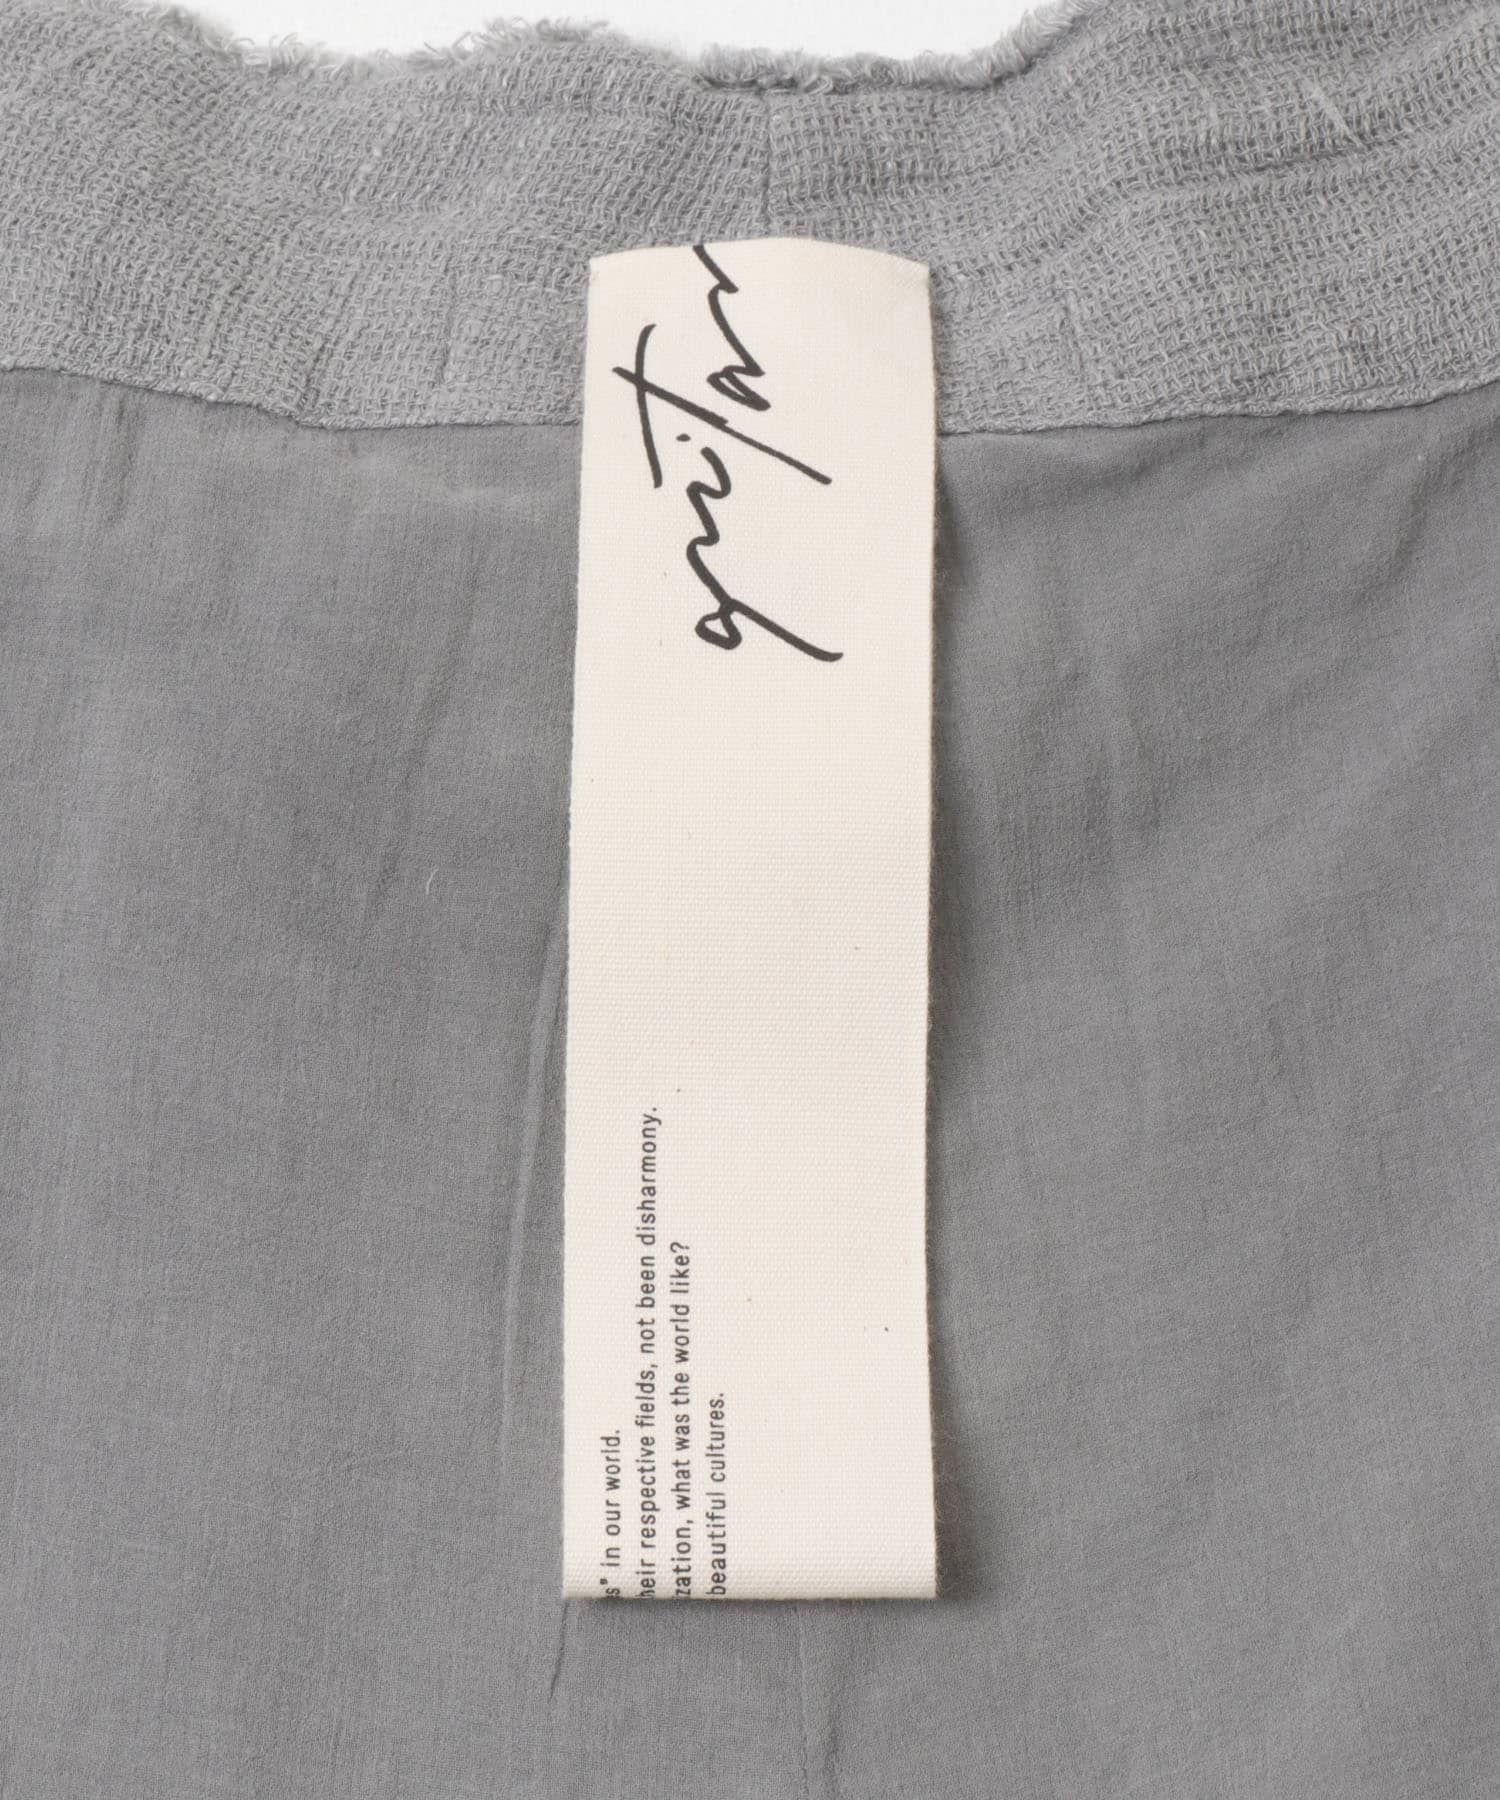 s" in our world.
heir respective fields, not been disharmony.
zation, what was the world like?
beautiful cultures.